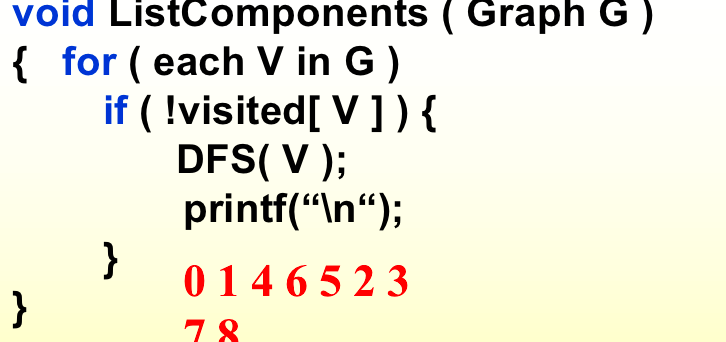 void ListComponents ( Graph G )
{ for ( each V in G )
if ( !visited[ V ] ) {
DFS( V );
printf(“\n“);
}
0 1 4 6 5 2 3
}
7 8